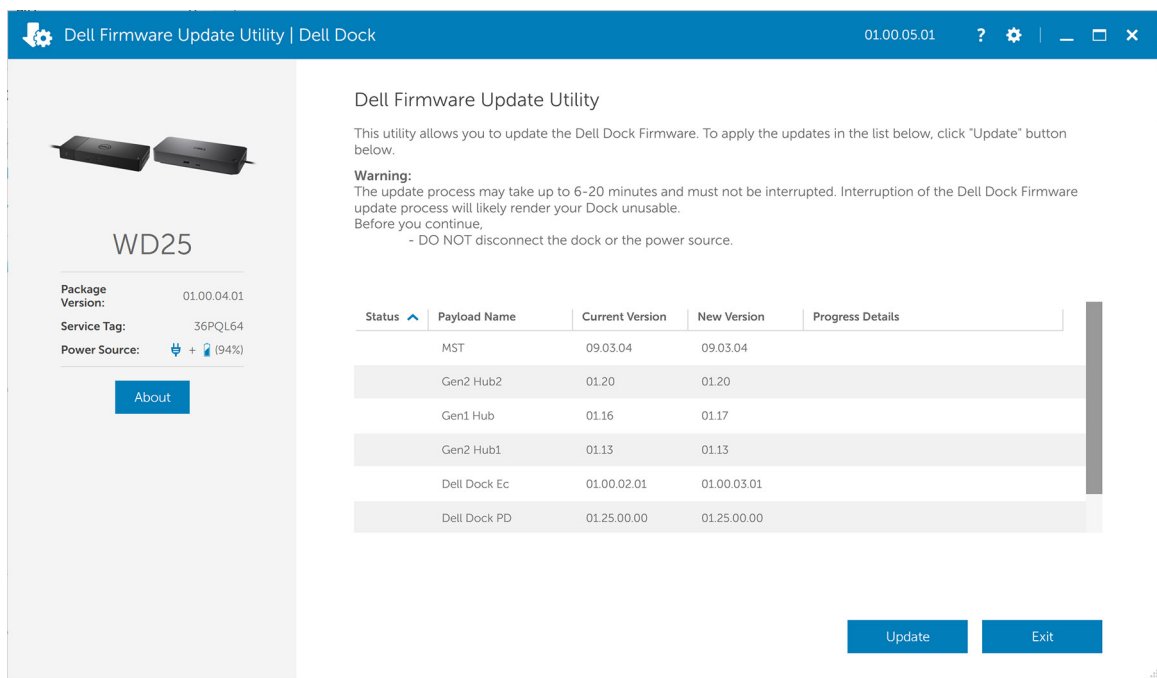 Dell Firmware Update Utility | Dell Dock
01.00.05.01
?
Dell Firmware Update Utility
This utility allows you to update the Dell Dock Firmware. To apply the updates in the list below, click "Update" button
below.
Warning:
The update process may take up to 6-20 minutes and must not be interrupted. Interruption of the Dell Dock Firmware
update process will likely render your Dock unusable.
Before you continue,
- DO NOT disconnect the dock or the power source.
WD25
Package
Version: 01.00.04.01
Service Tag: 36PQL64
Power Source: + (94%)
About
Status Payload Name Current Version New Version Progress Details
MST 09.03.04 09.03.04
Gen2 Hub2 01.20 01.20
Gen1 Hub 01.16 01.17
Gen2 Hub1 01.13 01.13
Dell Dock Ec 01.00.02.01 01.00.03.01
Dell Dock PD 01.25.00.00 01.25.00.00
Update Exit